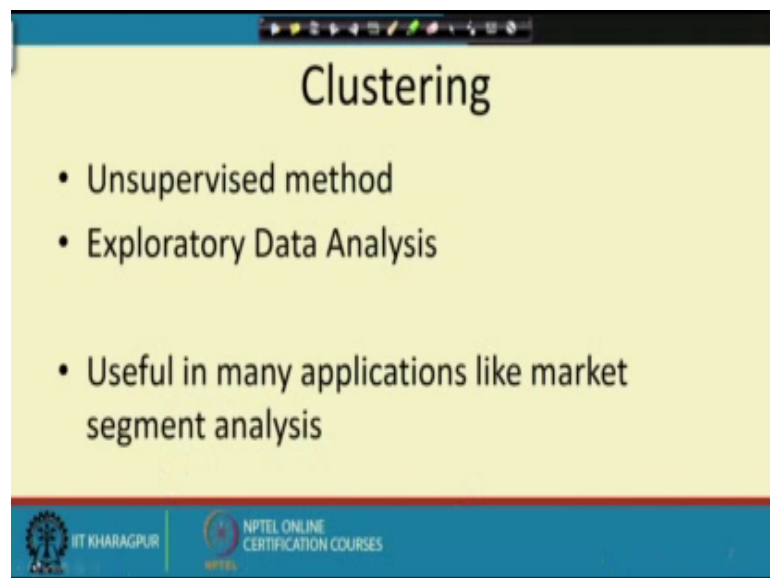 Clustering
• Unsupervised method
• Exploratory Data Analysis
• Useful in many applications like market
segment analysis
IIT KHARAGPUR
NPTEL
NPTEL ONLINE
CERTIFICATION COURSES